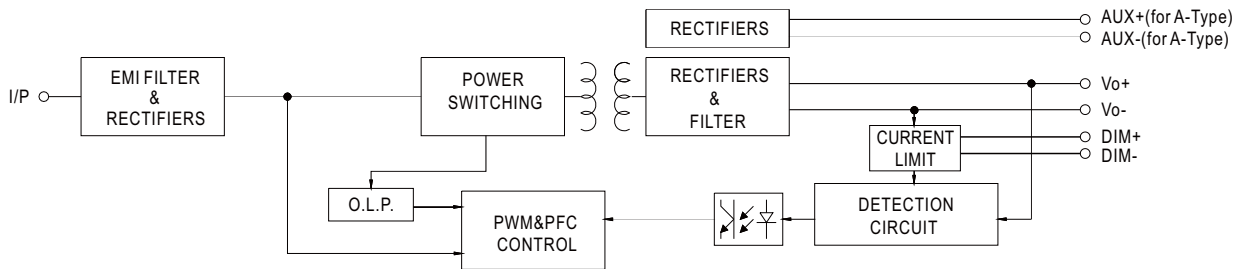 RECTIFIERS
AUX+(for A-Type)
AUX-(for A-Type)
I/P
EMI FILTER
&
RECTIFIERS
POWER
SWITCHING
RECTIFIERS
&
FILTER
Vo+
Vo-
CURRENT
LIMIT
DIM+
DIM-
O.L.P.
PWM&PFC
CONTROL
DETECTION
CIRCUIT